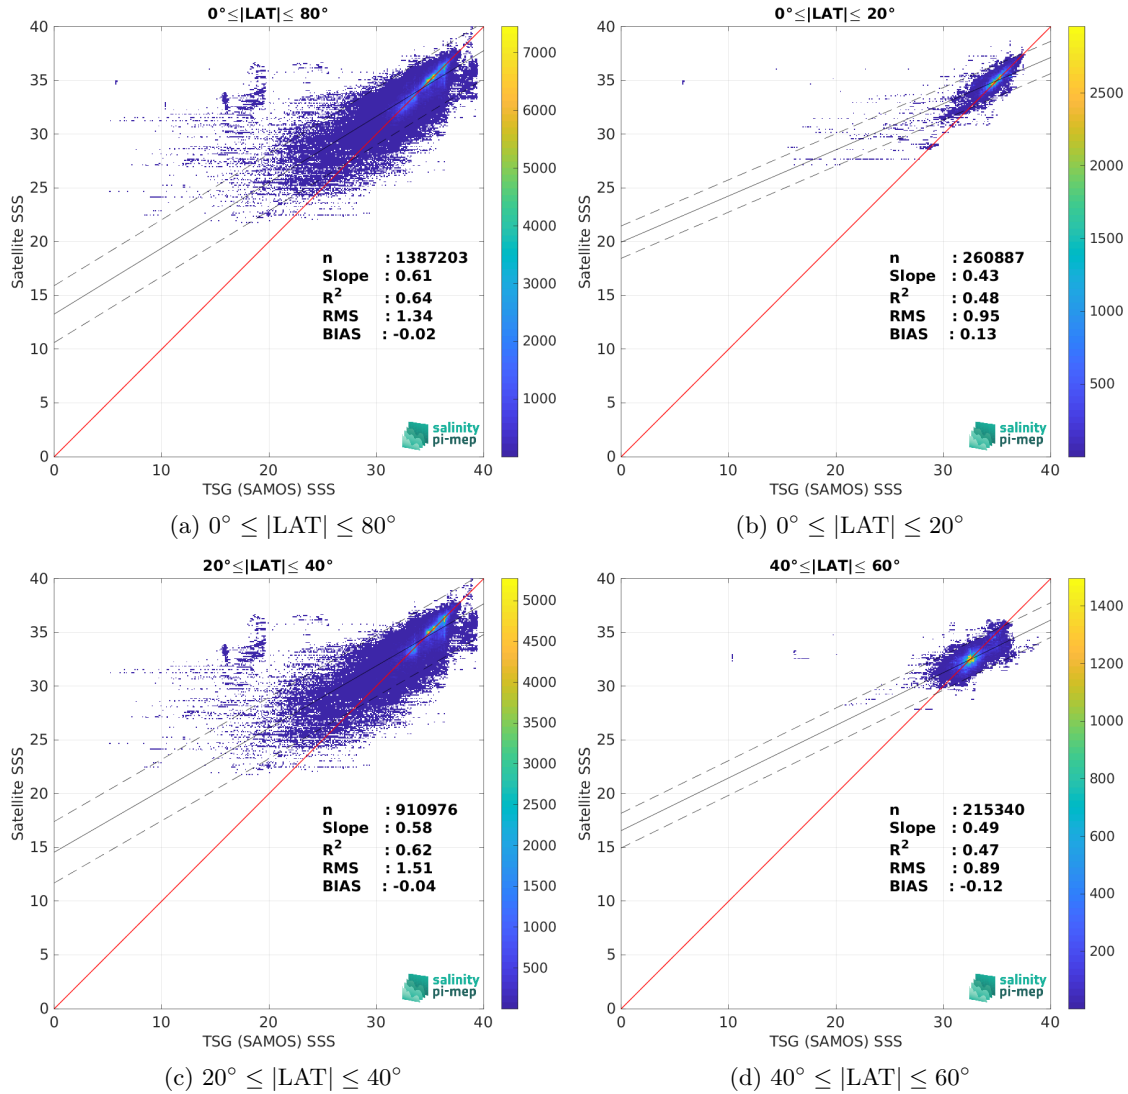 0°≤|LAT|≤ 80°
40
35
30
25
20
15
10
5
0
Satellite SSS
0
10
20
30
40
TSG (SAMOS) SSS
n : 1387203
Slope : 0.61
R² : 0.64
RMS : 1.34
BIAS : -0.02
salinity
pi-mep
7000
6000
5000
4000
3000
2000
1000
(a) 0° ≤ |LAT| ≤ 80°
0°≤|LAT|≤ 20°
40
35
30
25
20
15
10
5
0
Satellite SSS
0
10
20
30
40
TSG (SAMOS) SSS
n : 260887
Slope : 0.43
R² : 0.48
RMS : 0.95
BIAS : 0.13
salinity
pi-mep
2500
2000
1500
1000
500
(b) 0° ≤ |LAT| ≤ 20°
20°≤|LAT|≤ 40°
40
35
30
25
20
15
10
5
0
Satellite SSS
0
10
20
30
40
TSG (SAMOS) SSS
n : 910976
Slope : 0.58
R² : 0.62
RMS : 1.51
BIAS : -0.04
salinity
pi-mep
5000
4500
4000
3500
3000
2500
2000
1500
1000
500
(c) 20° ≤ |LAT| ≤ 40°
40°≤|LAT|≤ 60°
40
35
30
25
20
15
10
5
0
Satellite SSS
0
10
20
30
40
TSG (SAMOS) SSS
n : 215340
Slope : 0.49
R² : 0.47
RMS : 0.89
BIAS : -0.12
salinity
pi-mep
1400
1200
1000
800
600
400
200
(d) 40° ≤ |LAT| ≤ 60°